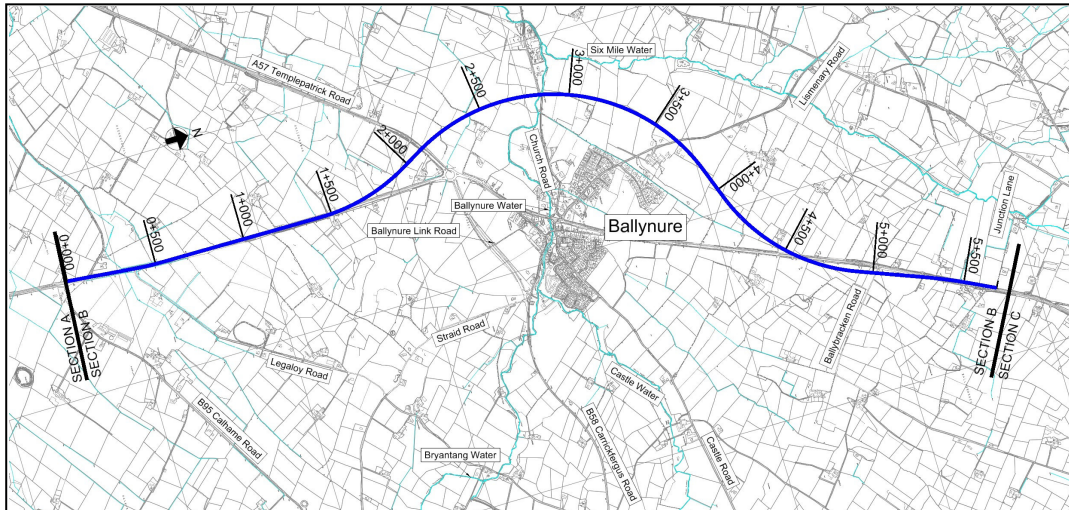 Six Mile Water
Lismenary Road
A57 Templepatrick Road
2+500
3+000
3+500
N
2+000
Church Road
4+000
1+500
1+000
Ballynure Water
Ballynure Link Road
Ballynure
Junction Lane
0+500
0+000
4+500
5+000
5+500
SECTION A
SECTION B
Straid Road
Legaloy Road
Ballybracken Road
SECTION B
SECTION C
Castle Water
B95 Calhame Road
B58 Carrickfergus Road
Castle Road
Bryantang Water